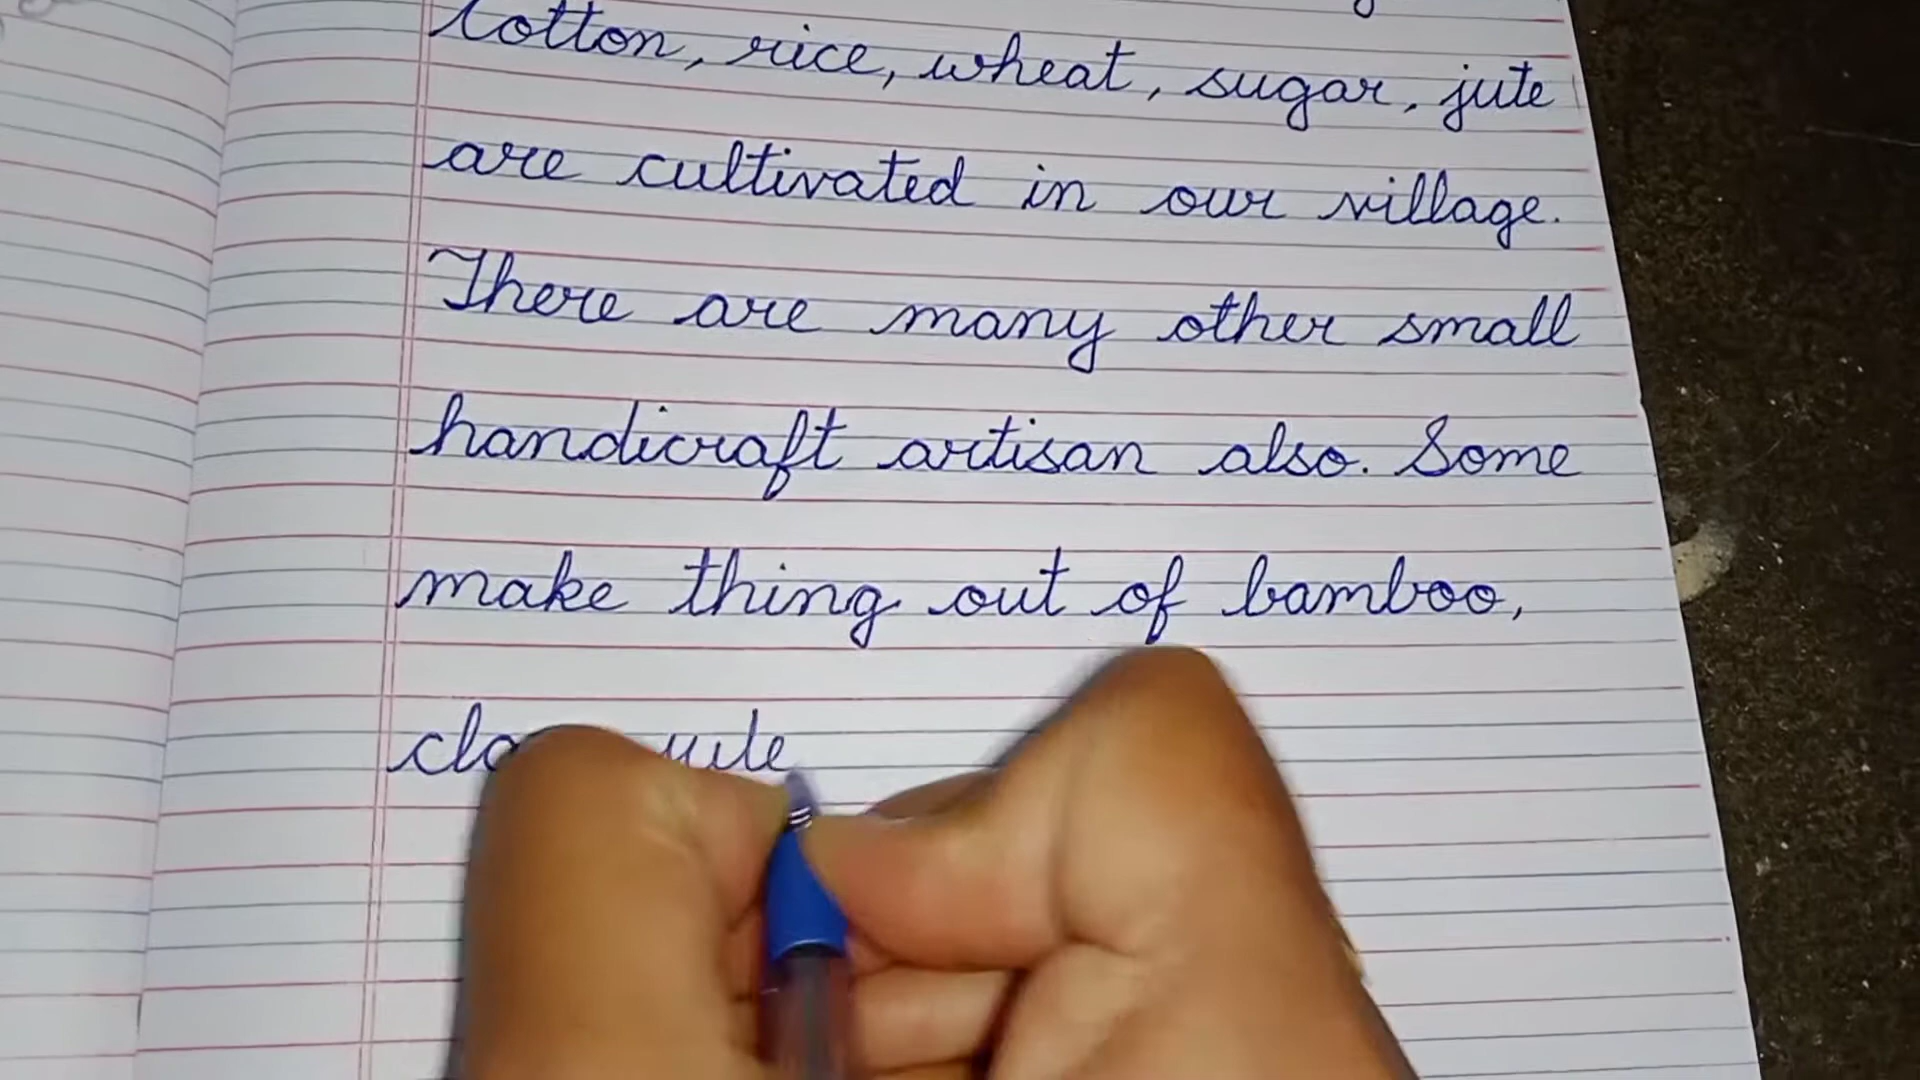 Cotton, rice, wheat, sugar, jute
are cultivated in our village.
There are many other small
handicraft artisan also. Some
make thing out of bamboo,